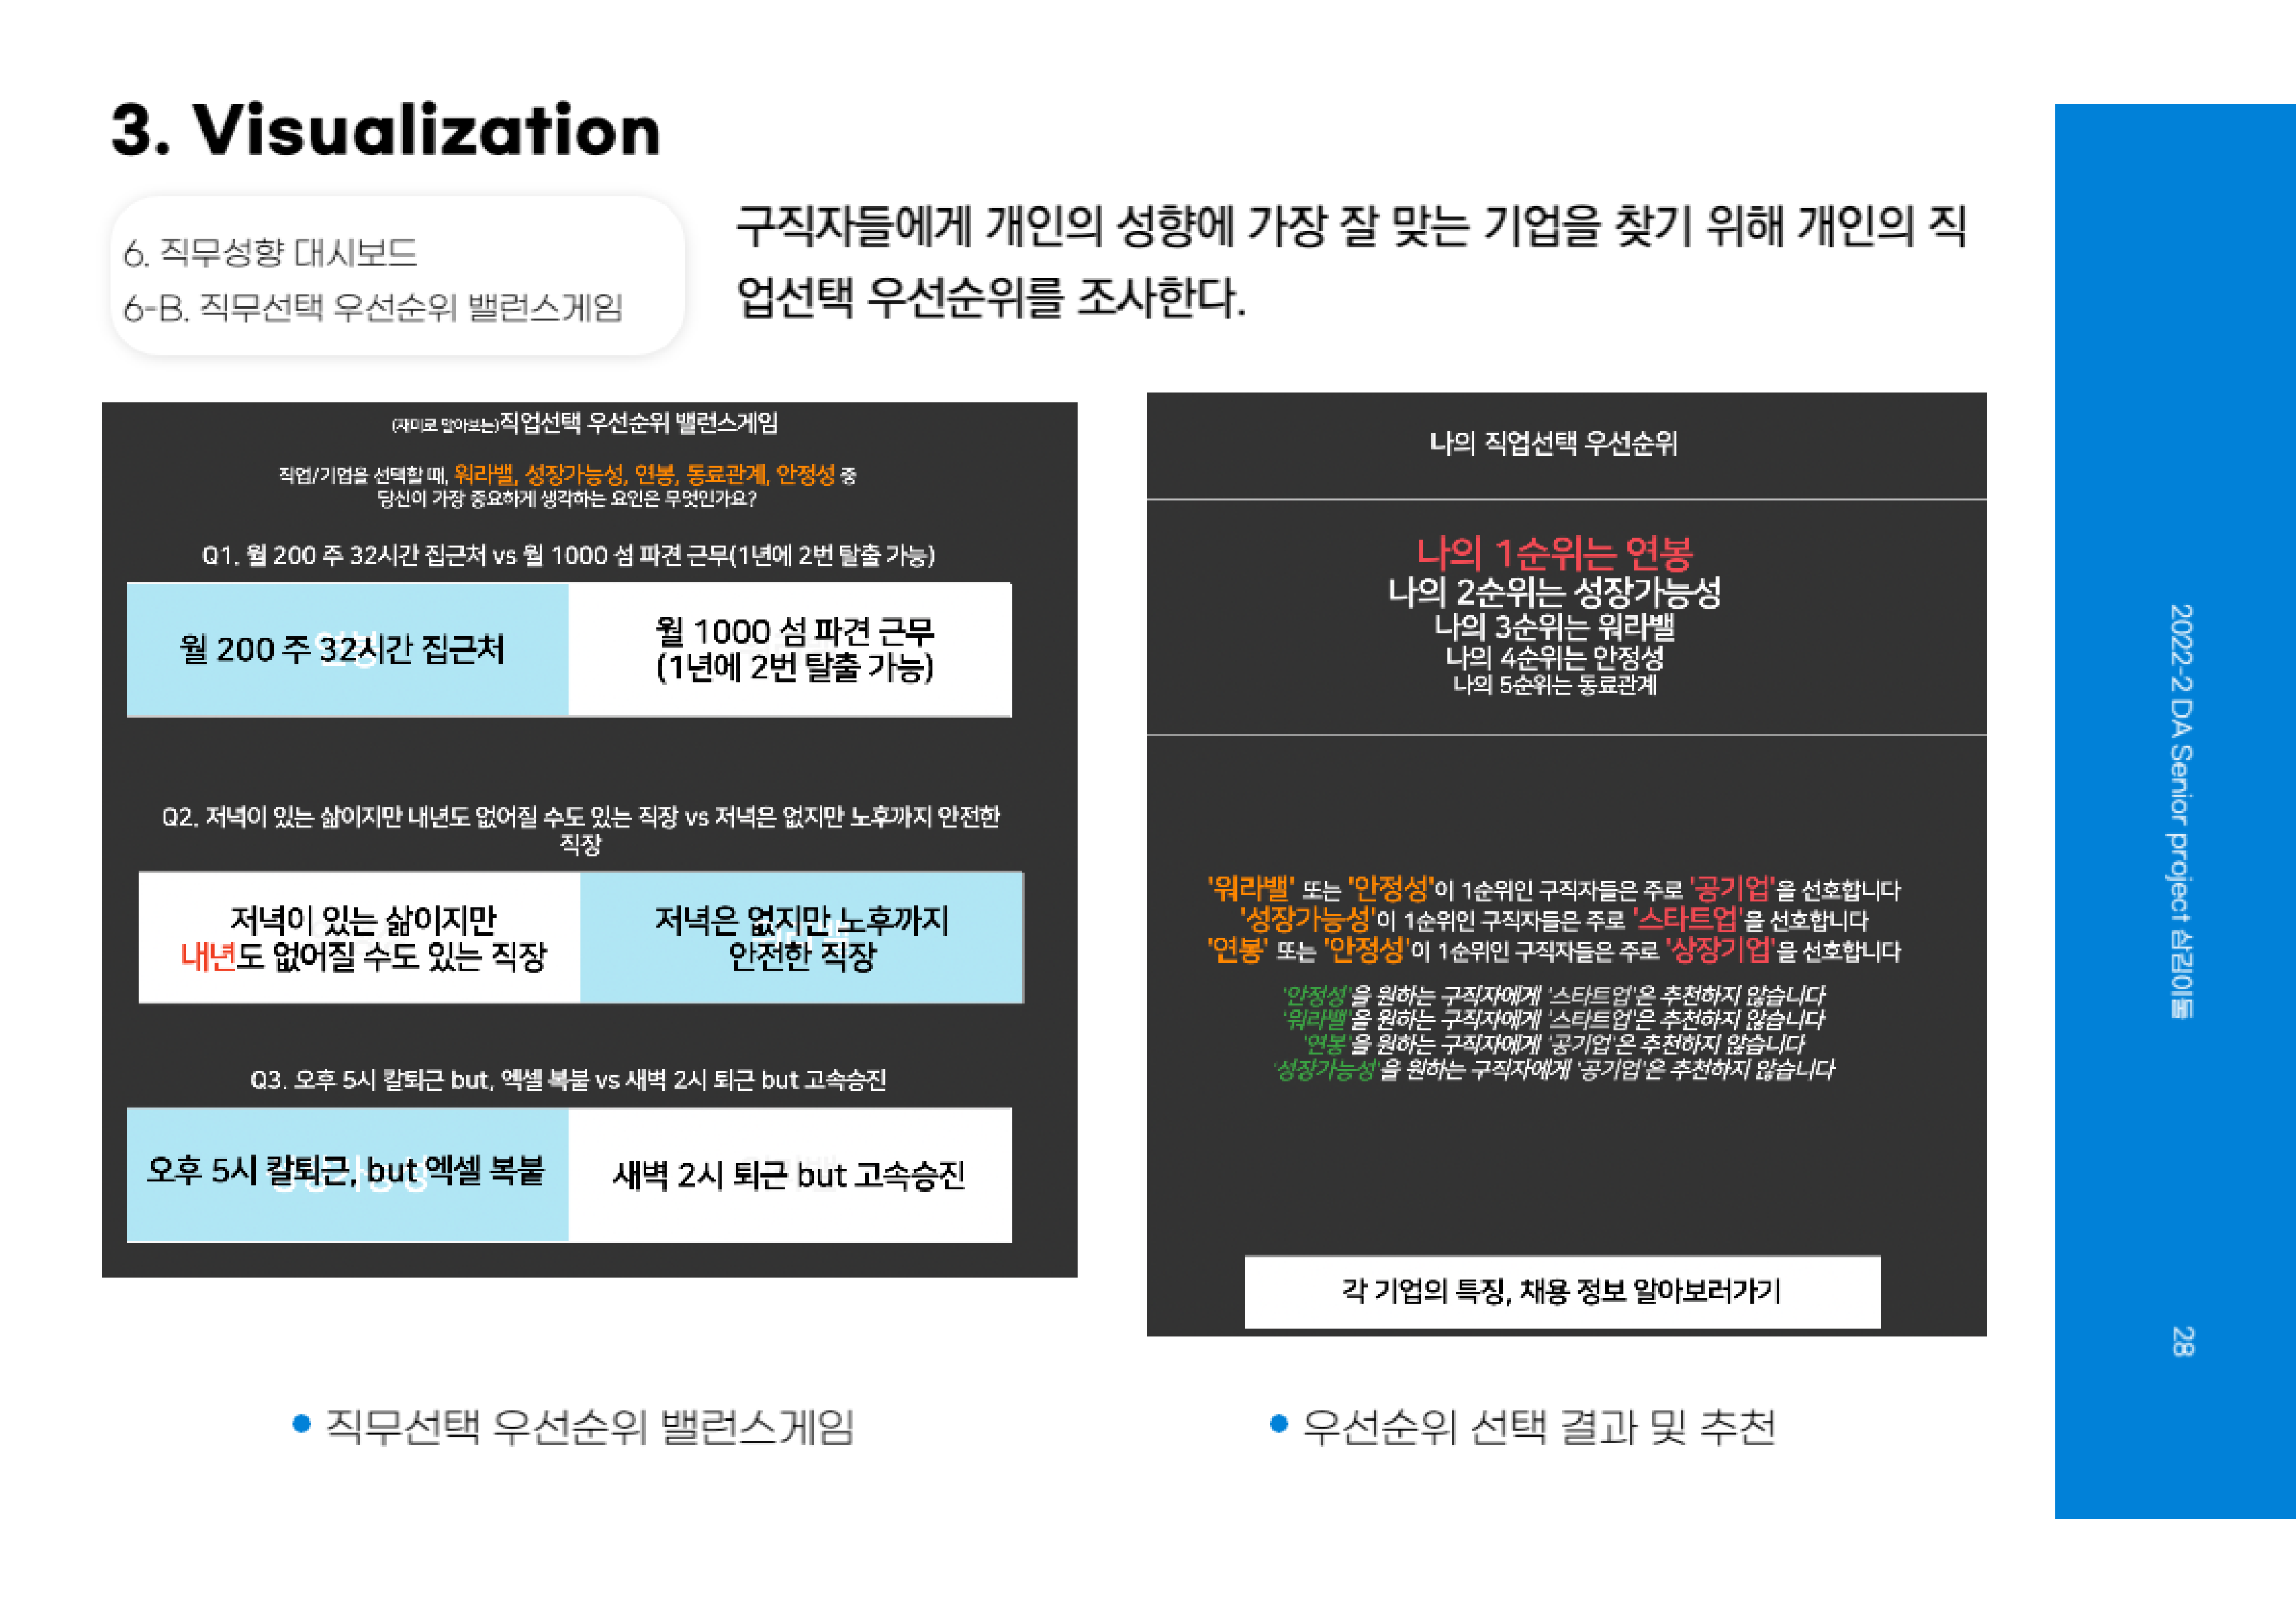 3. Visualization
6. 직무성향 대시보드
6-B. 직무선택 우선순위 밸런스게임
구직자들에게 개인의 성향에 가장 잘 맞는 기업을 찾기 위해 개인의 직
업선택 우선순위를 조사한다.
(재미로 알아보는)직업선택 우선순위 밸런스게임
직업/기업을 선택할 때, 워라밸, 성장가능성, 연봉, 동료관계, 안정성 중
당신이 가장 중요하게 생각하는 요인은 무엇인가요?
Q1. 월 200 주 32시간 집근처 vs 월 1000 섬 파견 근무(1년에 2번 탈출 가능)
월 200 주 32시간 집근처
월 1000 섬 파견 근무
(1년에 2번 탈출 가능)
Q2. 저녁이 있는 삶이지만 내년도 없어질 수도 있는 직장 vs 저녁은 없지만 노후까지 안전한
직장
저녁이 있는 삶이지만
내년도 없어질 수도 있는 직장
저녁은 없지만 노후까지
안전한 직장
Q3. 오후 5시 칼퇴근 but, 엑셀 복붙 vs 새벽 2시 퇴근 but 고속승진
오후 5시 칼퇴근, but 엑셀 복붙
새벽 2시 퇴근 but 고속승진
직무선택 우선순위 밸런스게임
나의 직업선택 우선순위
나의 1순위는 연봉
나의 2순위는 성장가능성
나의 3순위는 워라밸
나의 4순위는 안정성
나의 5순위는 동료관계
'워라밸' 또는 '안정성'이 1순위인 구직자들은 주로 '공기업'을 선호합니다
'성장가능성'이 1순위인 구직자들은 주로 '스타트업'을 선호합니다
'연봉' 또는 '안정성'이 1순위인 구직자들은 주로 '상장기업'을 선호합니다
'안정성'을 원하는 구직자에게 '스타트업'은 추천하지 않습니다
'워라밸'을 원하는 구직자에게 '스타트업'은 추천하지 않습니다
'연봉'을 원하는 구직자에게 '공기업'은 추천하지 않습니다
'성장가능성'을 원하는 구직자에게 '공기업'은 추천하지 않습니다
각 기업의 특징, 채용 정보 알아보러가기
우선순위 선택 결과 및 추천
2022-2 DA Senior project 삼김이둘
28